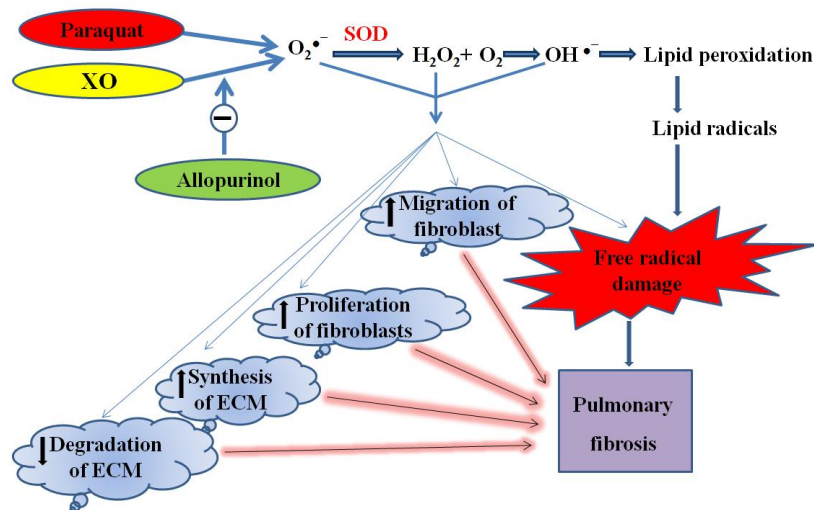 Paraquat
XO
Allopurinol
−
O₂•⁻
SOD
H₂O₂+ O₂
OH •⁻
Lipid peroxidation
Lipid radicals
Migration of
fibroblast
Free radical
damage
Proliferation
of fibroblasts
Synthesis
of ECM
Degradation
of ECM
Pulmonary
fibrosis